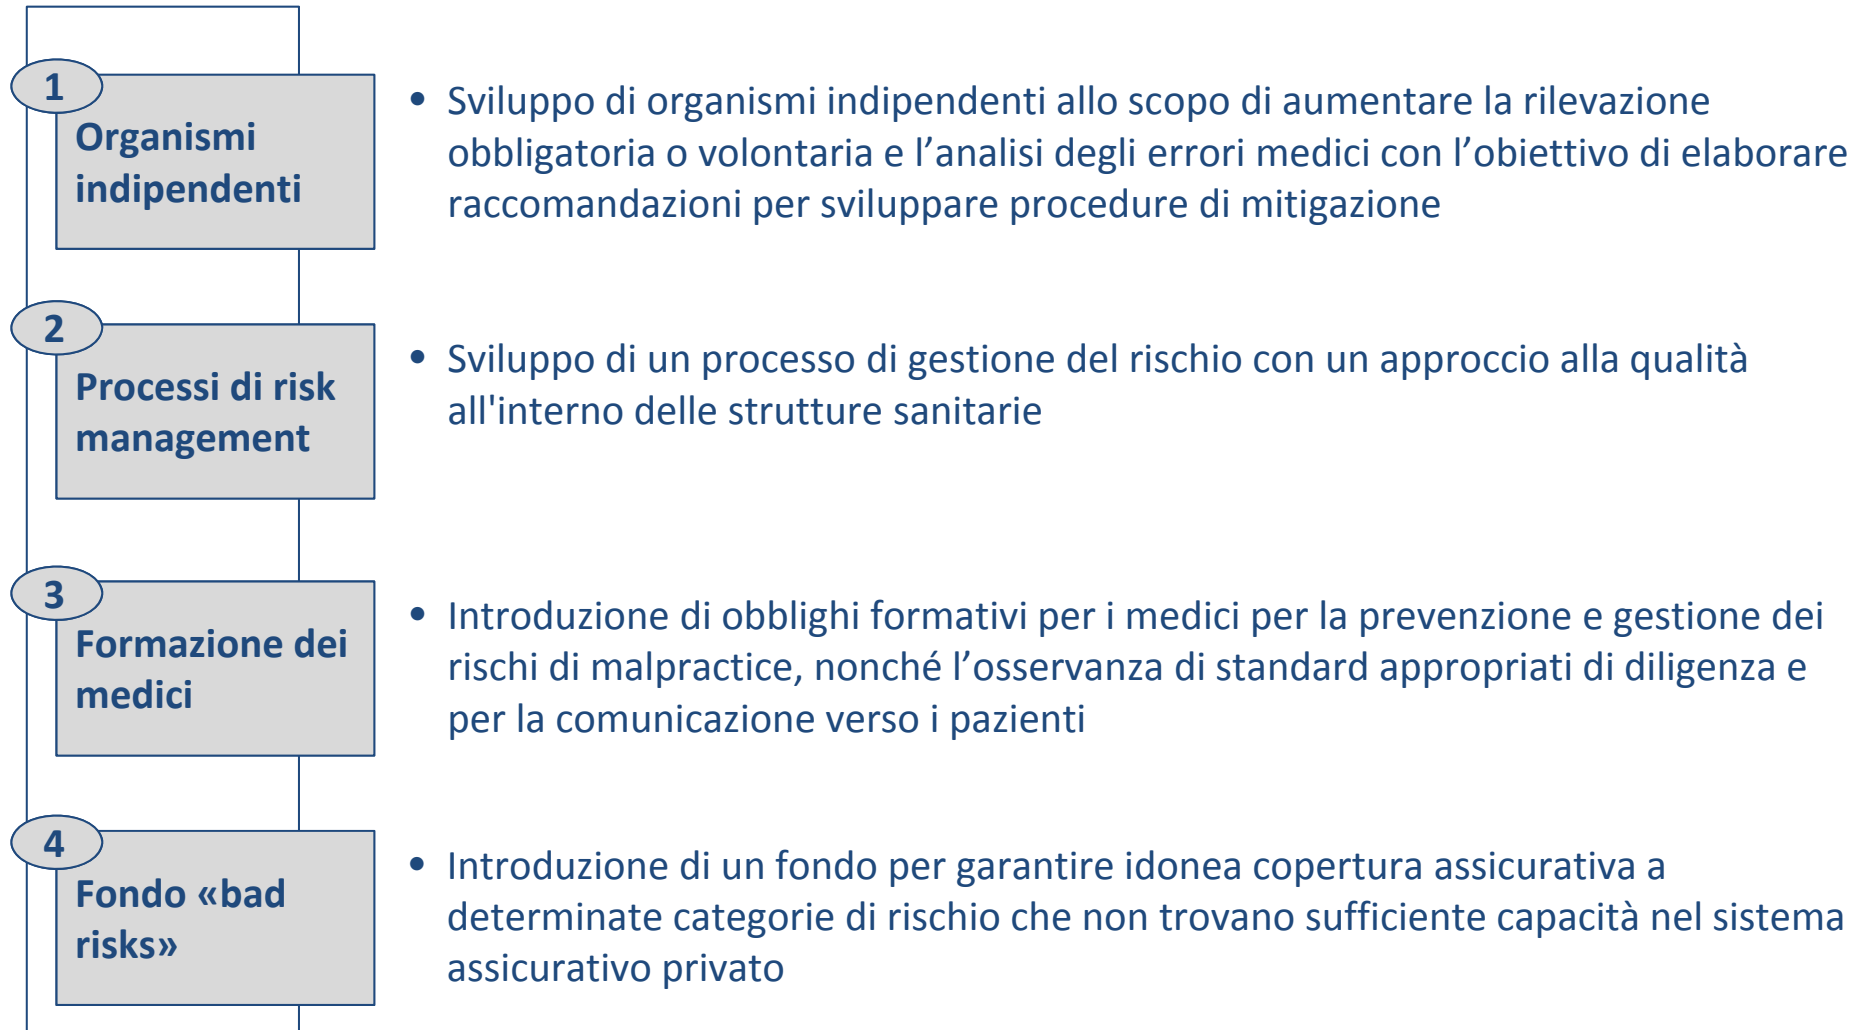 1
Organismi
indipendenti
• Sviluppo di organismi indipendenti allo scopo di aumentare la rilevazione
obbligatoria o volontaria e l’analisi degli errori medici con l’obiettivo di elaborare
raccomandazioni per sviluppare procedure di mitigazione
2
Processi di risk
management
• Sviluppo di un processo di gestione del rischio con un approccio alla qualità
all'interno delle strutture sanitarie
3
Formazione dei
medici
• Introduzione di obblighi formativi per i medici per la prevenzione e gestione dei
rischi di malpractice, nonché l’osservanza di standard appropriati di diligenza e
per la comunicazione verso i pazienti
4
Fondo «bad
risks»
• Introduzione di un fondo per garantire idonea copertura assicurativa a
determinate categorie di rischio che non trovano sufficiente capacità nel sistema
assicurativo privato